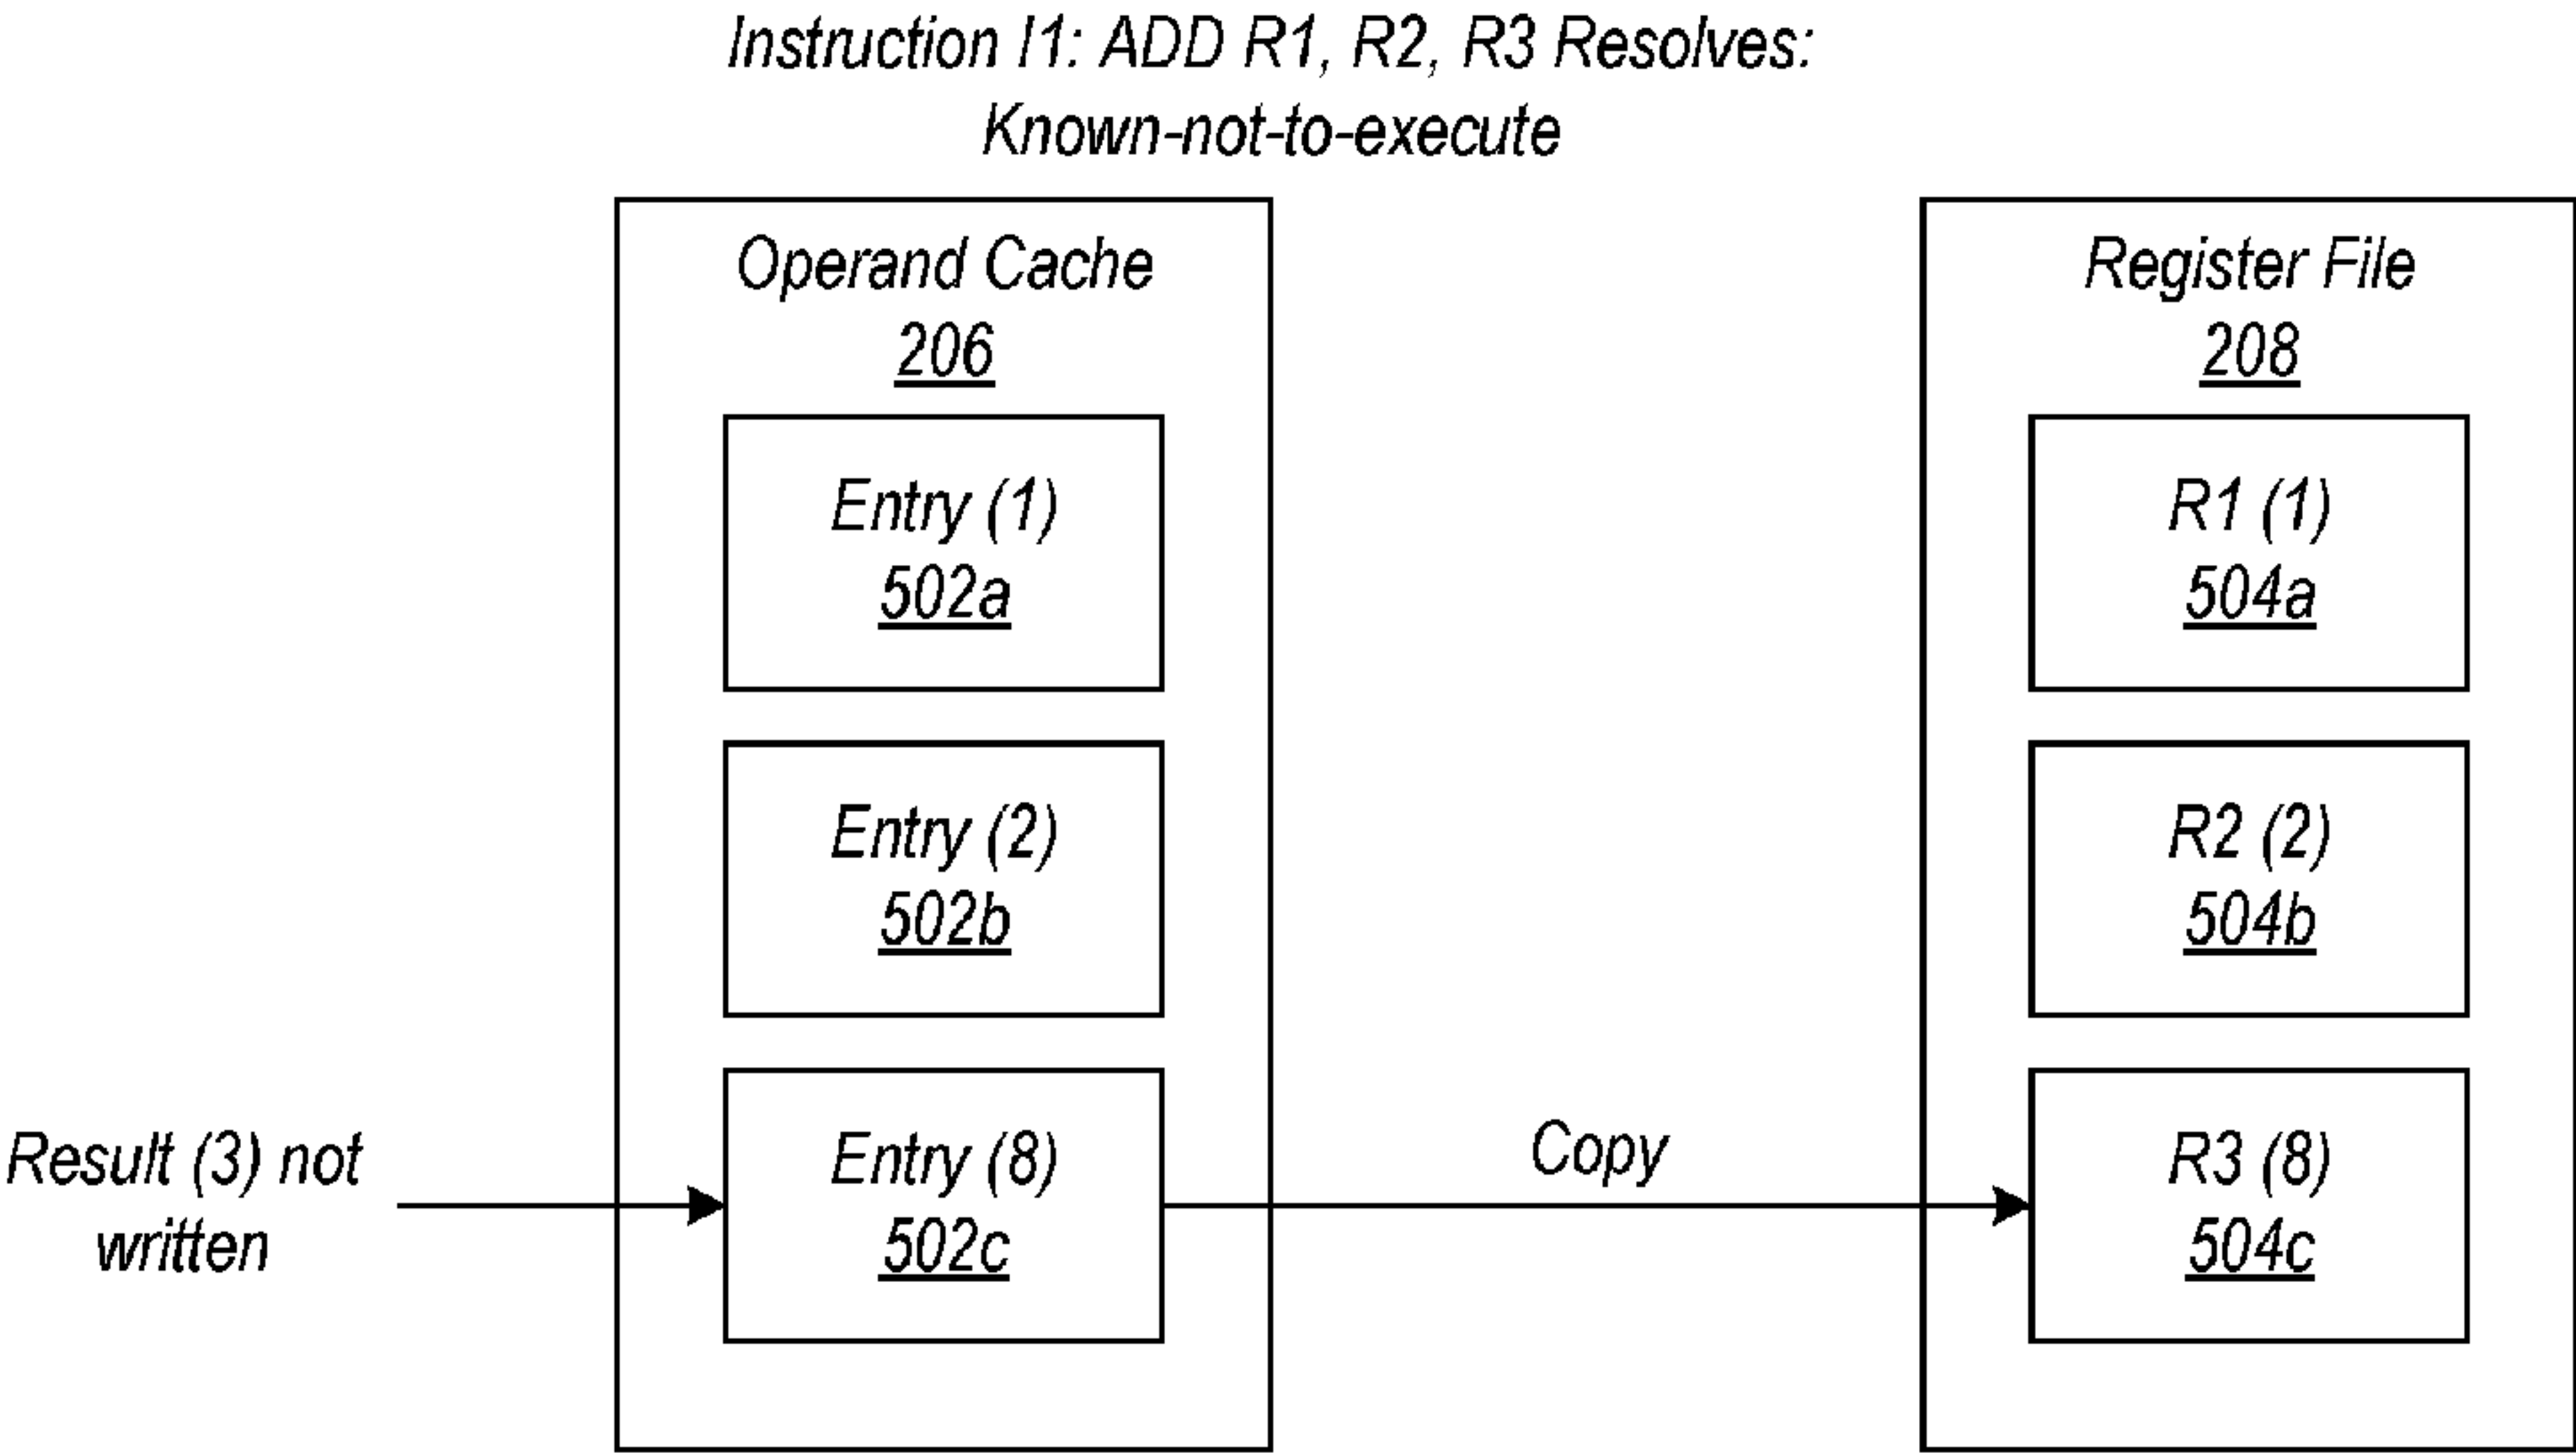 Instruction I1: ADD R1, R2, R3 Resolves:
Known-not-to-execute
Operand Cache
206
Entry (1)
502a
Entry (2)
502b
Entry (8)
502c
Result (3) not
written
Copy
Register File
208
R1 (1)
504a
R2 (2)
504b
R3 (8)
504c